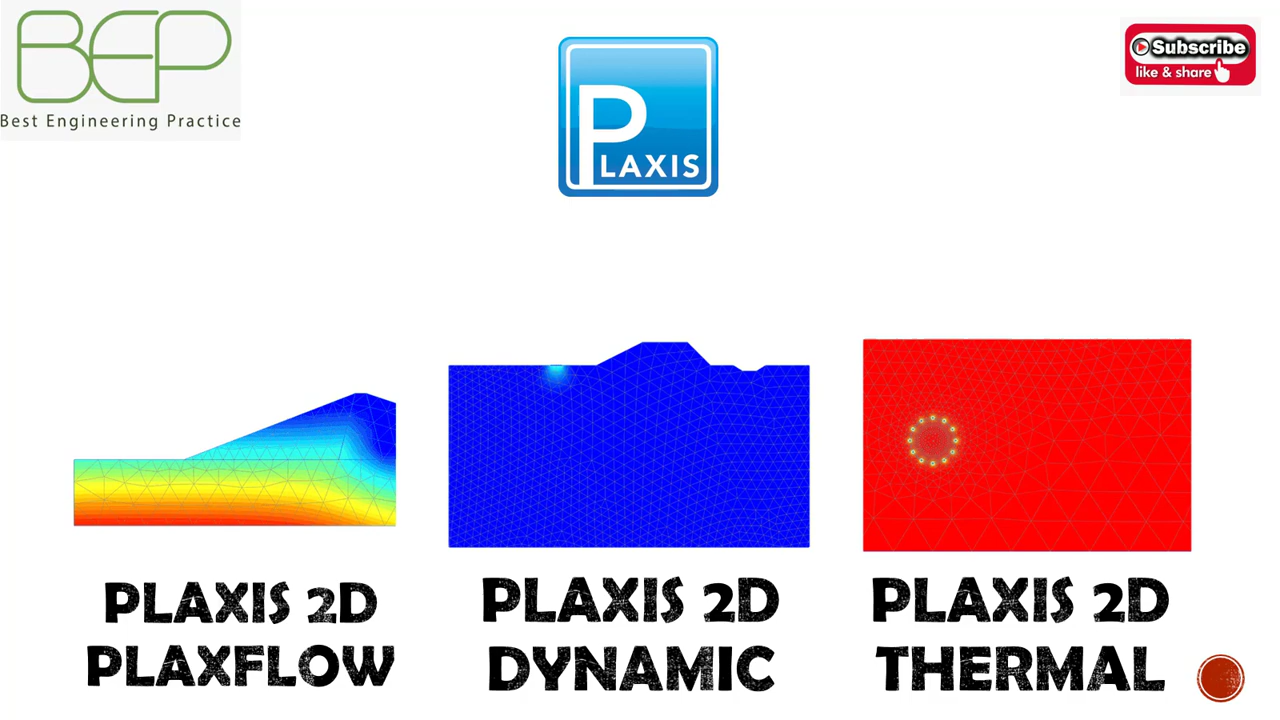 BEP
Best Engineering Practice
PLAXIS
Subscribe
like & share
PLAXIS 2D
PLAXFLOW
PLAXIS 2D
DYNAMIC
PLAXIS 2D
THERMAL